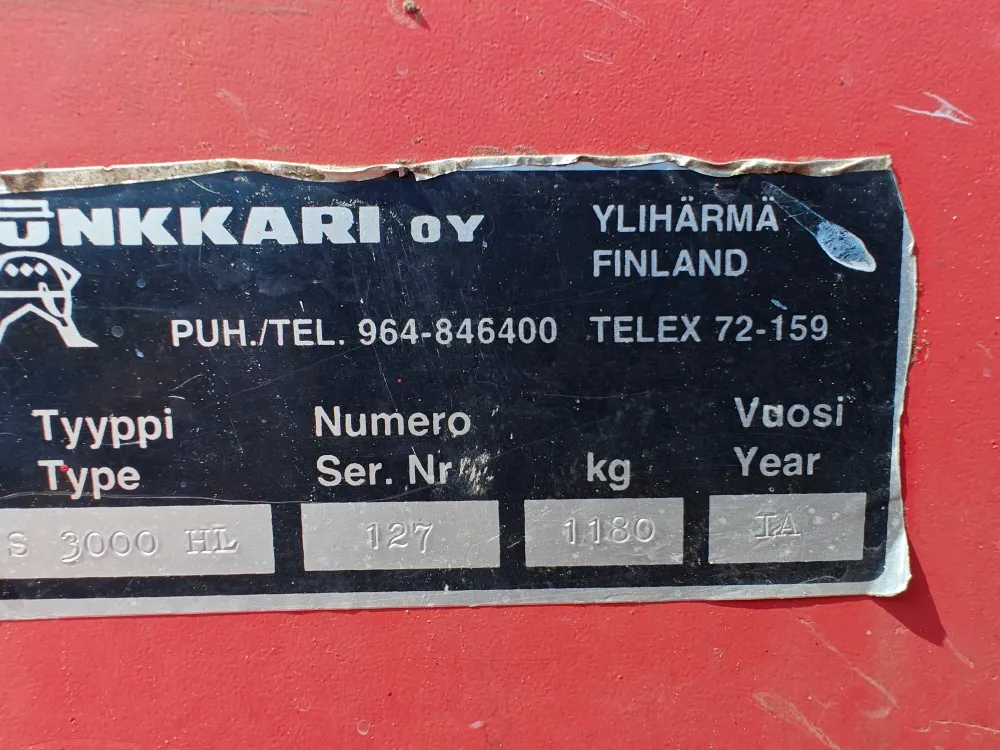 UNKKARI OY
YLIHÄRMÄ
FINLAND
PUH./TEL. 964-846400 TELEX 72-159
Tyyppi
Type
Numero
Ser. Nr
kg
Vuosi
Year
S 3000 HL
127
1180
IA